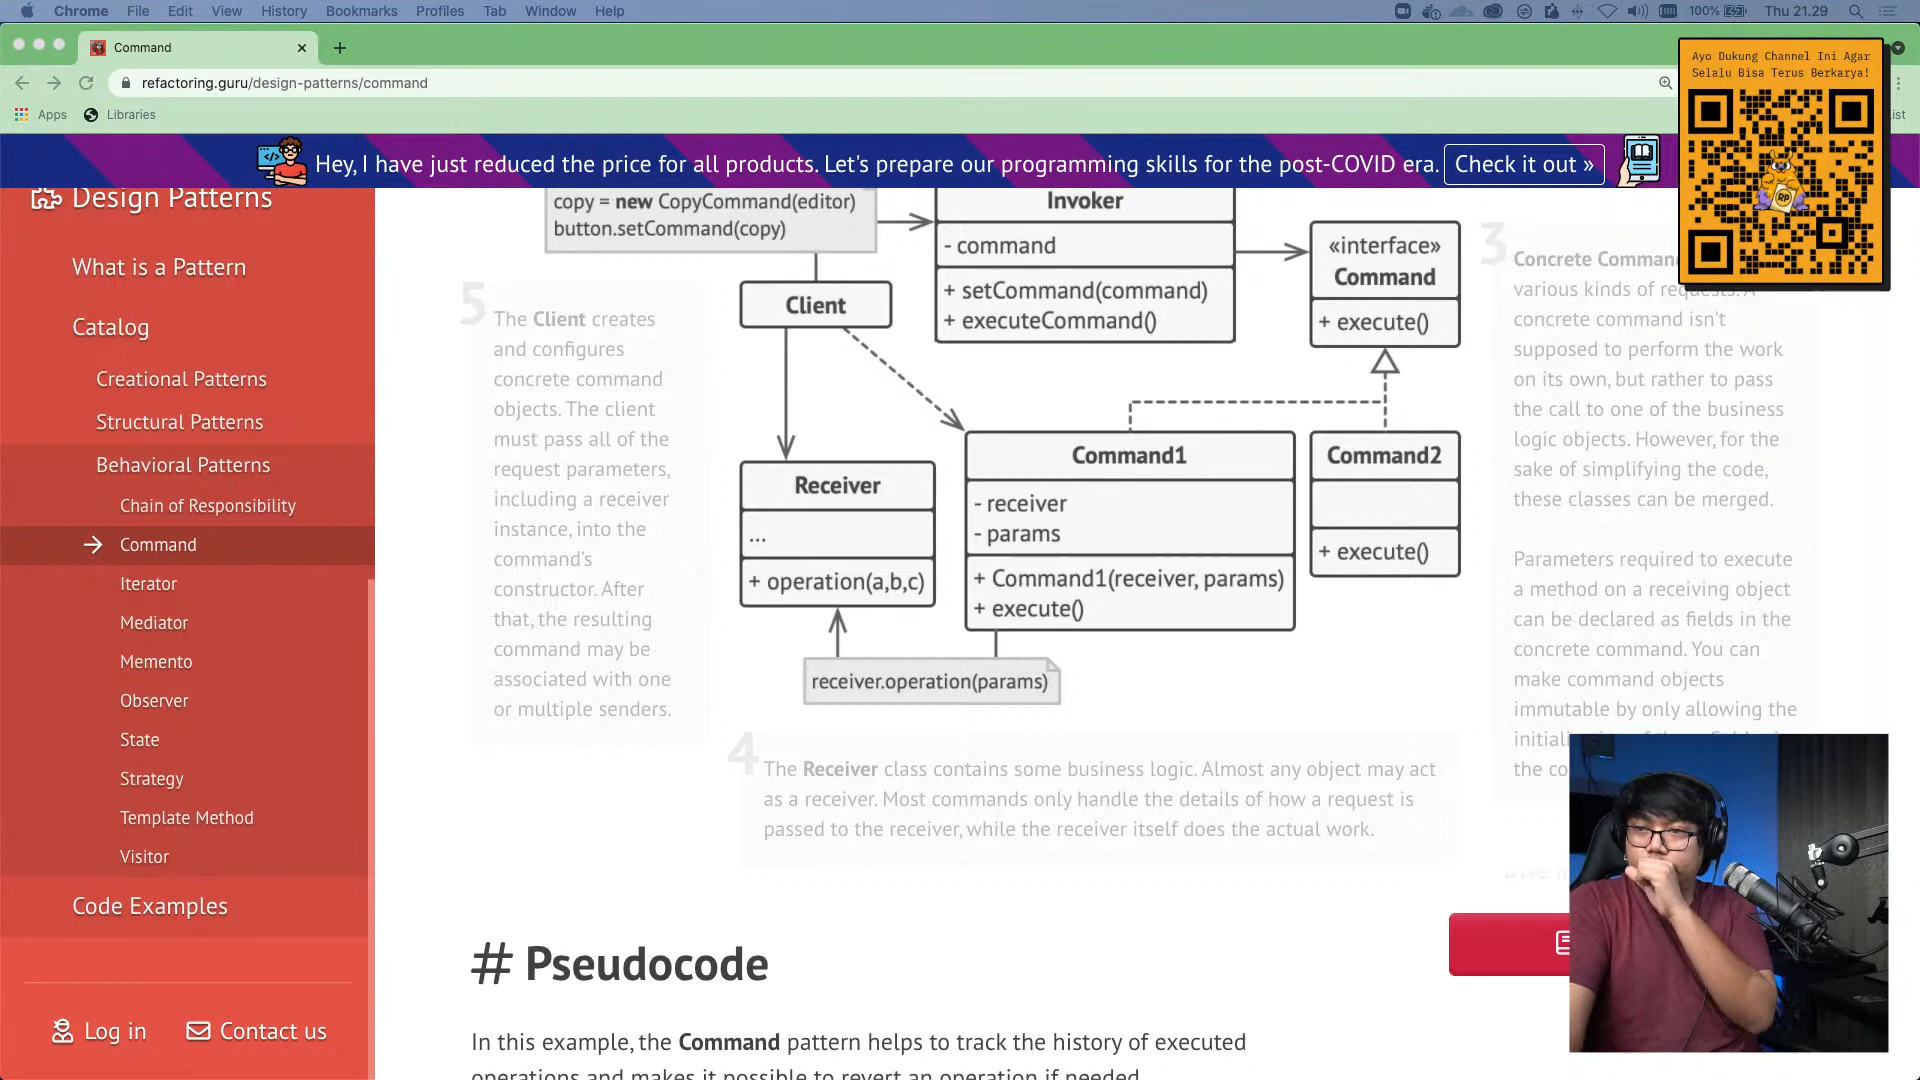 Chrome File Edit View History Bookmarks Profiles Tab Window Help
100% Thu 21.29
Command
refactoring.guru/design-patterns/command
Apps Libraries
Ayo Dukung Channel Ini Agar
Selalu Bisa Terus Berkarya!
RP
Hey, I have just reduced the price for all products. Let's prepare our programming skills for the post-COVID era. Check it out »
Design Patterns
What is a Pattern
Catalog
Creational Patterns
Structural Patterns
Behavioral Patterns
Chain of Responsibility
Command
Iterator
Mediator
Memento
Observer
State
Strategy
Template Method
Visitor
Code Examples
Log in Contact us
copy = new CopyCommand(editor)
button.setCommand(copy)
Invoker
- command
+ setCommand(command)
+ executeCommand()
«interface»
Command
+ execute()
Client
5
The Client creates
and configures
concrete command
objects. The client
must pass all of the
request parameters,
including a receiver
instance, into the
command's
constructor. After
that, the resulting
command may be
associated with one
or multiple senders.
Receiver
...
+ operation(a,b,c)
Command1
- receiver
- params
+ Command1(receiver, params)
+ execute()
Command2
+ execute()
receiver.operation(params)
3
Concrete
various kinds of requests. A
concrete command isn't
supposed to perform the work
on its own, but rather to pass
the call to one of the business
logic objects. However, for the
sake of simplifying the code,
these classes can be merged.
Parameters required to execute
a method on a receiving object
can be declared as fields in the
concrete command. You can
make command objects
immutable by only allowing the
the
4
The Receiver class contains some business logic. Almost any object may act
as a receiver. Most commands only handle the details of how a request is
passed to the receiver, while the receiver itself does the actual work.
# Pseudocode
In this example, the Command pattern helps to track the history of executed
operations and makes it possible to revert an operation if needed.